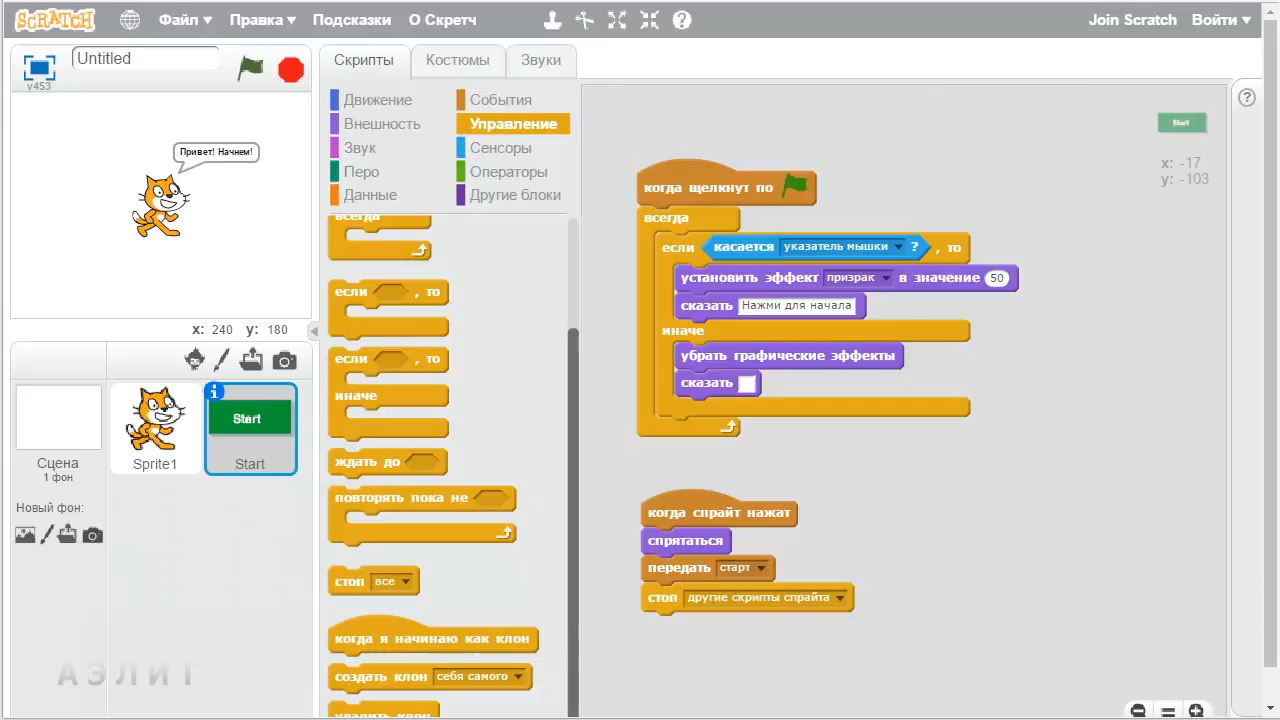 SCRATCH Файл Правка Подсказки О Скретч Join Scratch Войти
Untitled
v453
Скрипты Костюмы Звуки
Движение События
Внешность Управление
Звук Сенсоры
Перо Операторы
Данные Другие блоки
Привет! Начнем!
x: 240 y: 180
Sprite1
Start
Start
Сцена
1 фон
Новый фон:
АЭЛИТ
всегда
если , то
если , то
иначе
ждать до
повторять пока не
стоп все
когда я начинаю как клон
создать клон себя самого
удалить клон
Start
x: -17
y: -103
когда щелкнут по
всегда
если касается указатель мышки ? , то
установить эффект призрак в значение 50
сказать Нажми для начала
иначе
убрать графические эффекты
сказать
когда спрайт нажат
спрятаться
передать старт
стоп другие скрипты спрайта